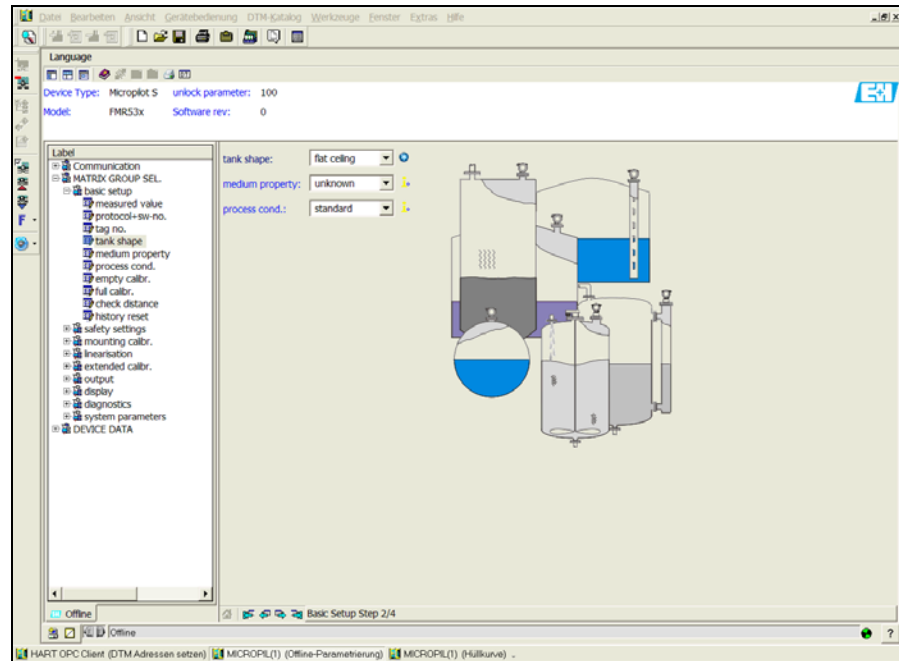 Datei Bearbeiten Ansicht Gerätebedienung DTM-Katalog Werkzeuge Fenster Extras Hilfe
Language
Device Type: Micropilot S unlock parameter: 100
Model: FMR53x Software rev: 0
E+H
Label
Communication
MATRIX GROUP SEL.
basic setup
measured value
protocol+sw-no.
tag no.
tank shape
medium property
process cond.
empty calibr.
full calibr.
check distance
history reset
safety settings
mounting calibr.
linearisation
extended calibr.
output
display
diagnostics
system parameters
DEVICE DATA
tank shape: flat ceiling
medium property: unknown
process cond.: standard
F
Offline
Basic Setup Step 2/4
Offline
?
HART OPC Client (DTM Adressen setzen) MICROPIL(1) (Offline-Parametrierung) MICROPIL(1) (Hüllkurve)